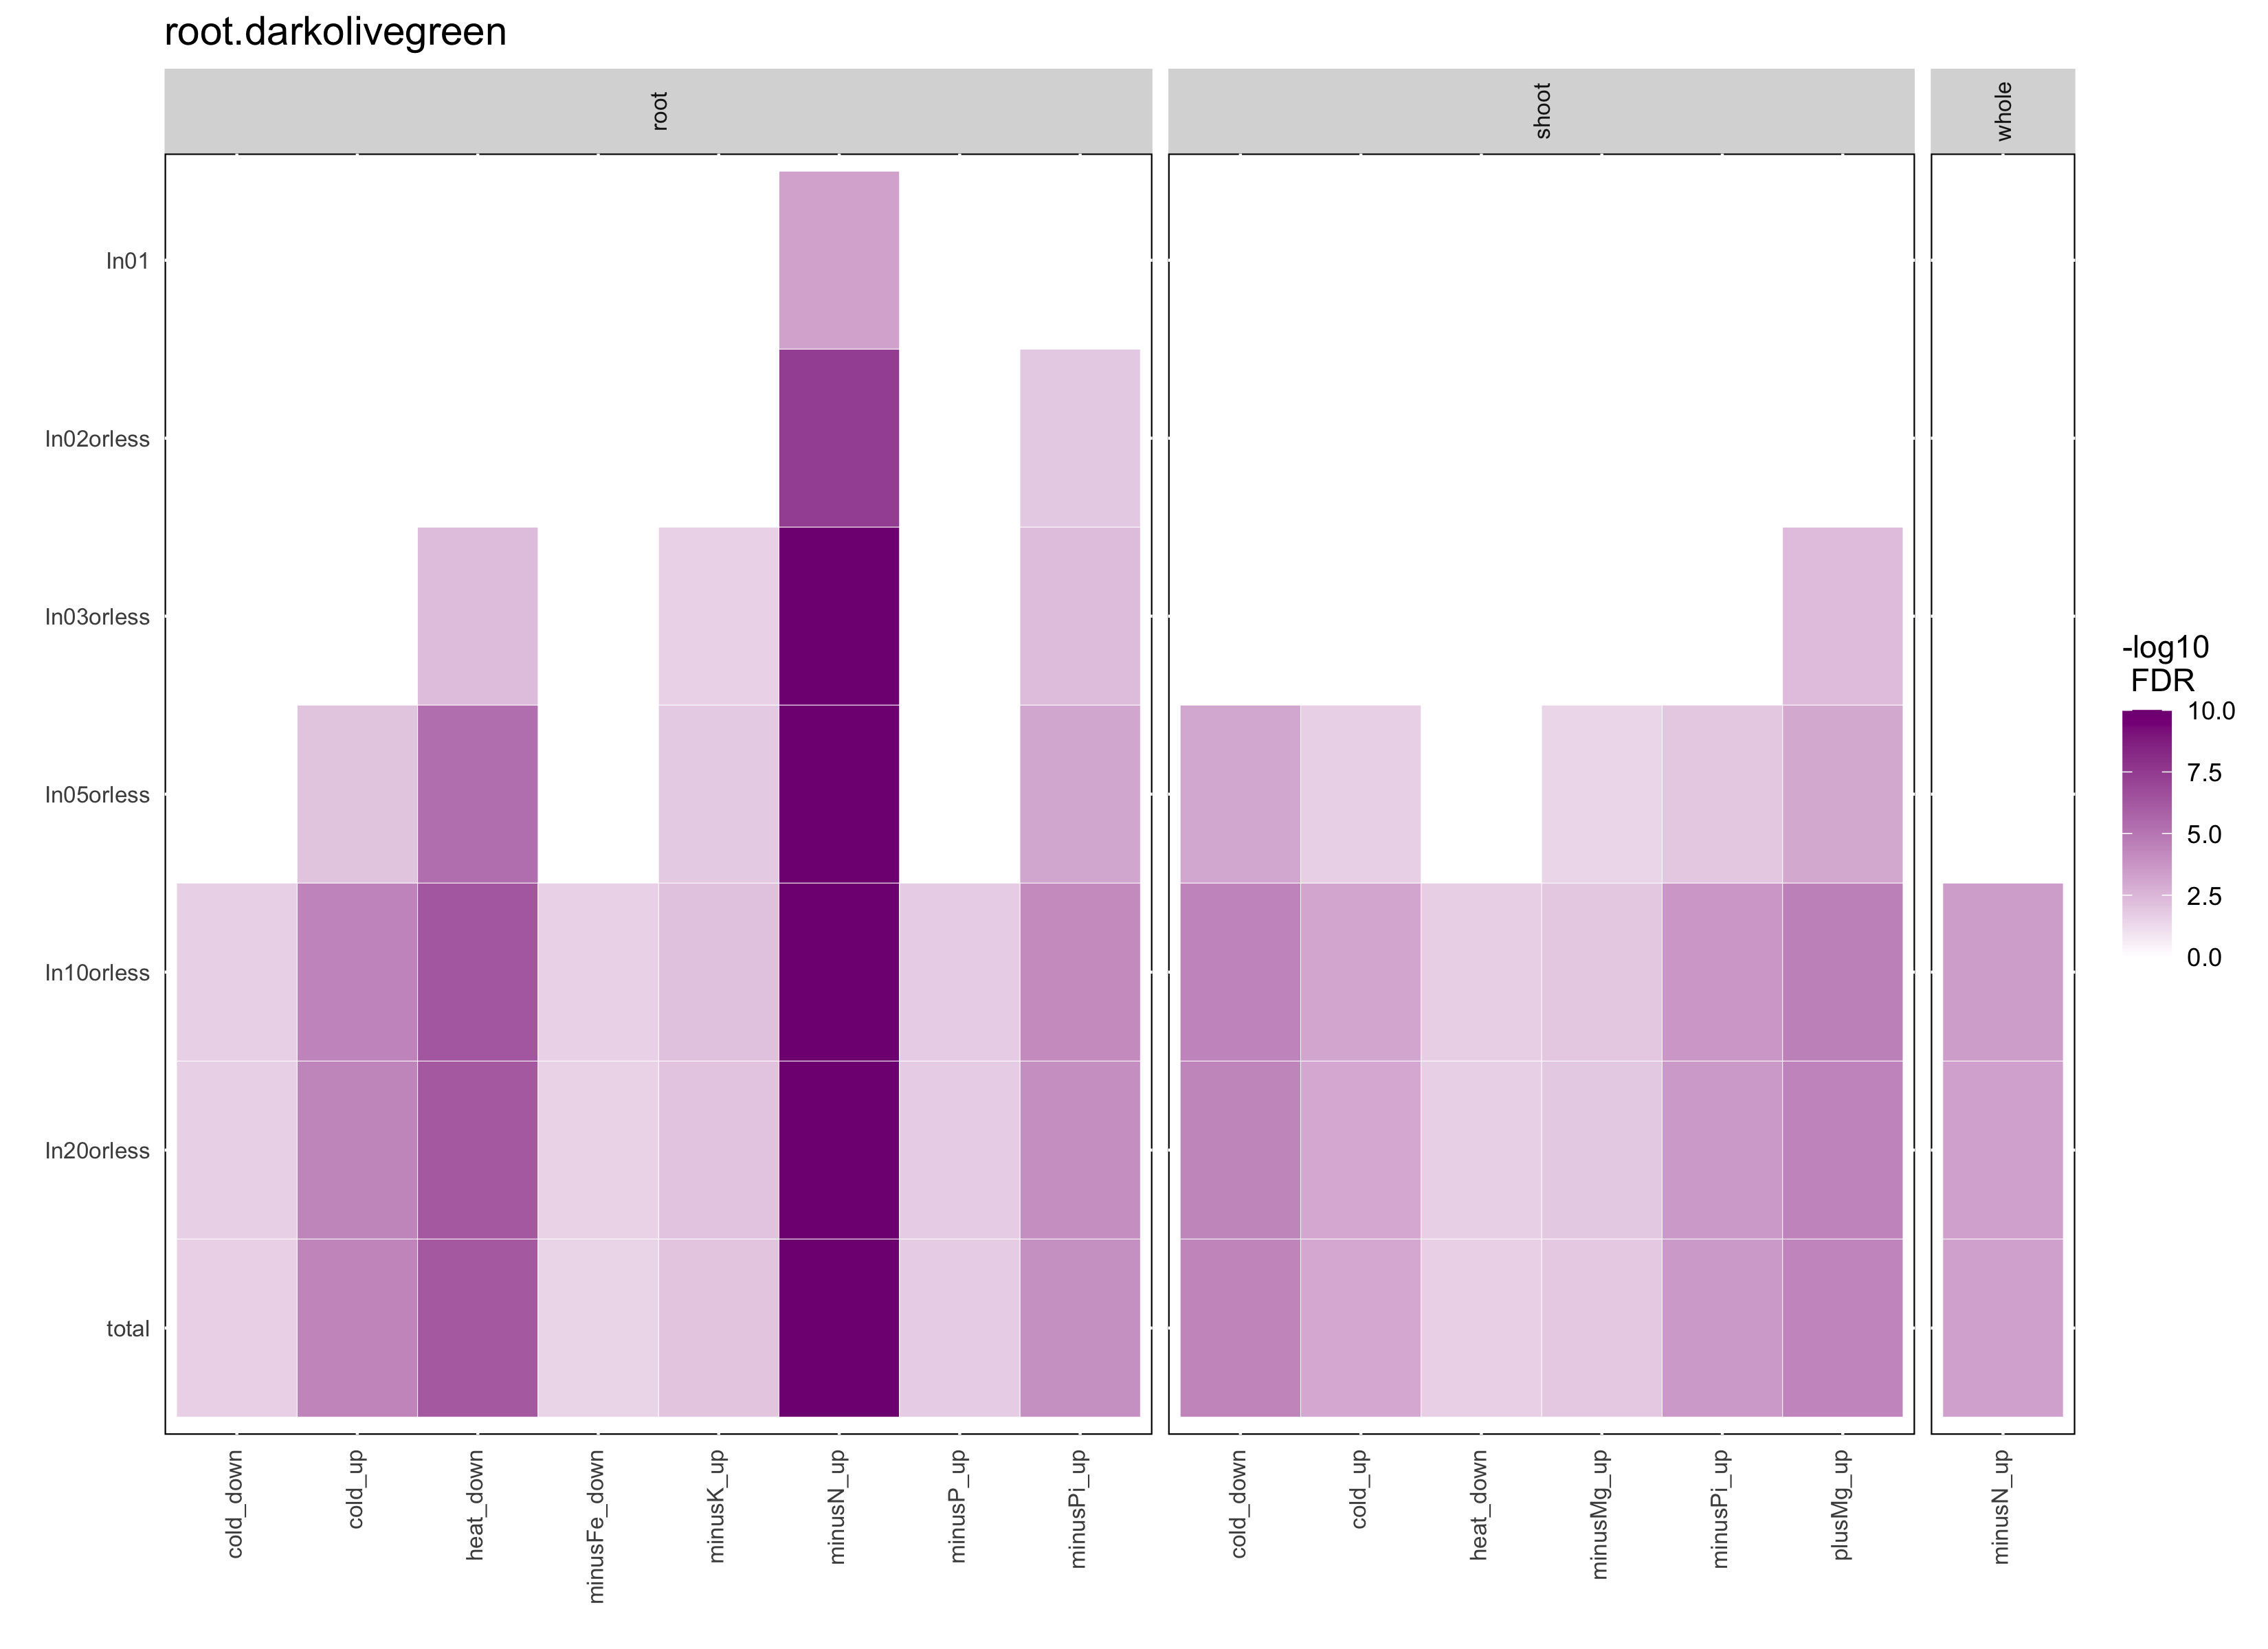 root.darkolivegreen
root
shoot
whole
In01
In02orless
In03orless
In05orless
In10orless
In20orless
total
cold_down
cold_up
heat_down
minusFe_down
minusK_up
minusN_up
minusP_up
minusPi_up
cold_down
cold_up
heat_down
minusMg_up
minusPi_up
plusMg_up
minusN_up
-log10
FDR
10.0
7.5
5.0
2.5
0.0